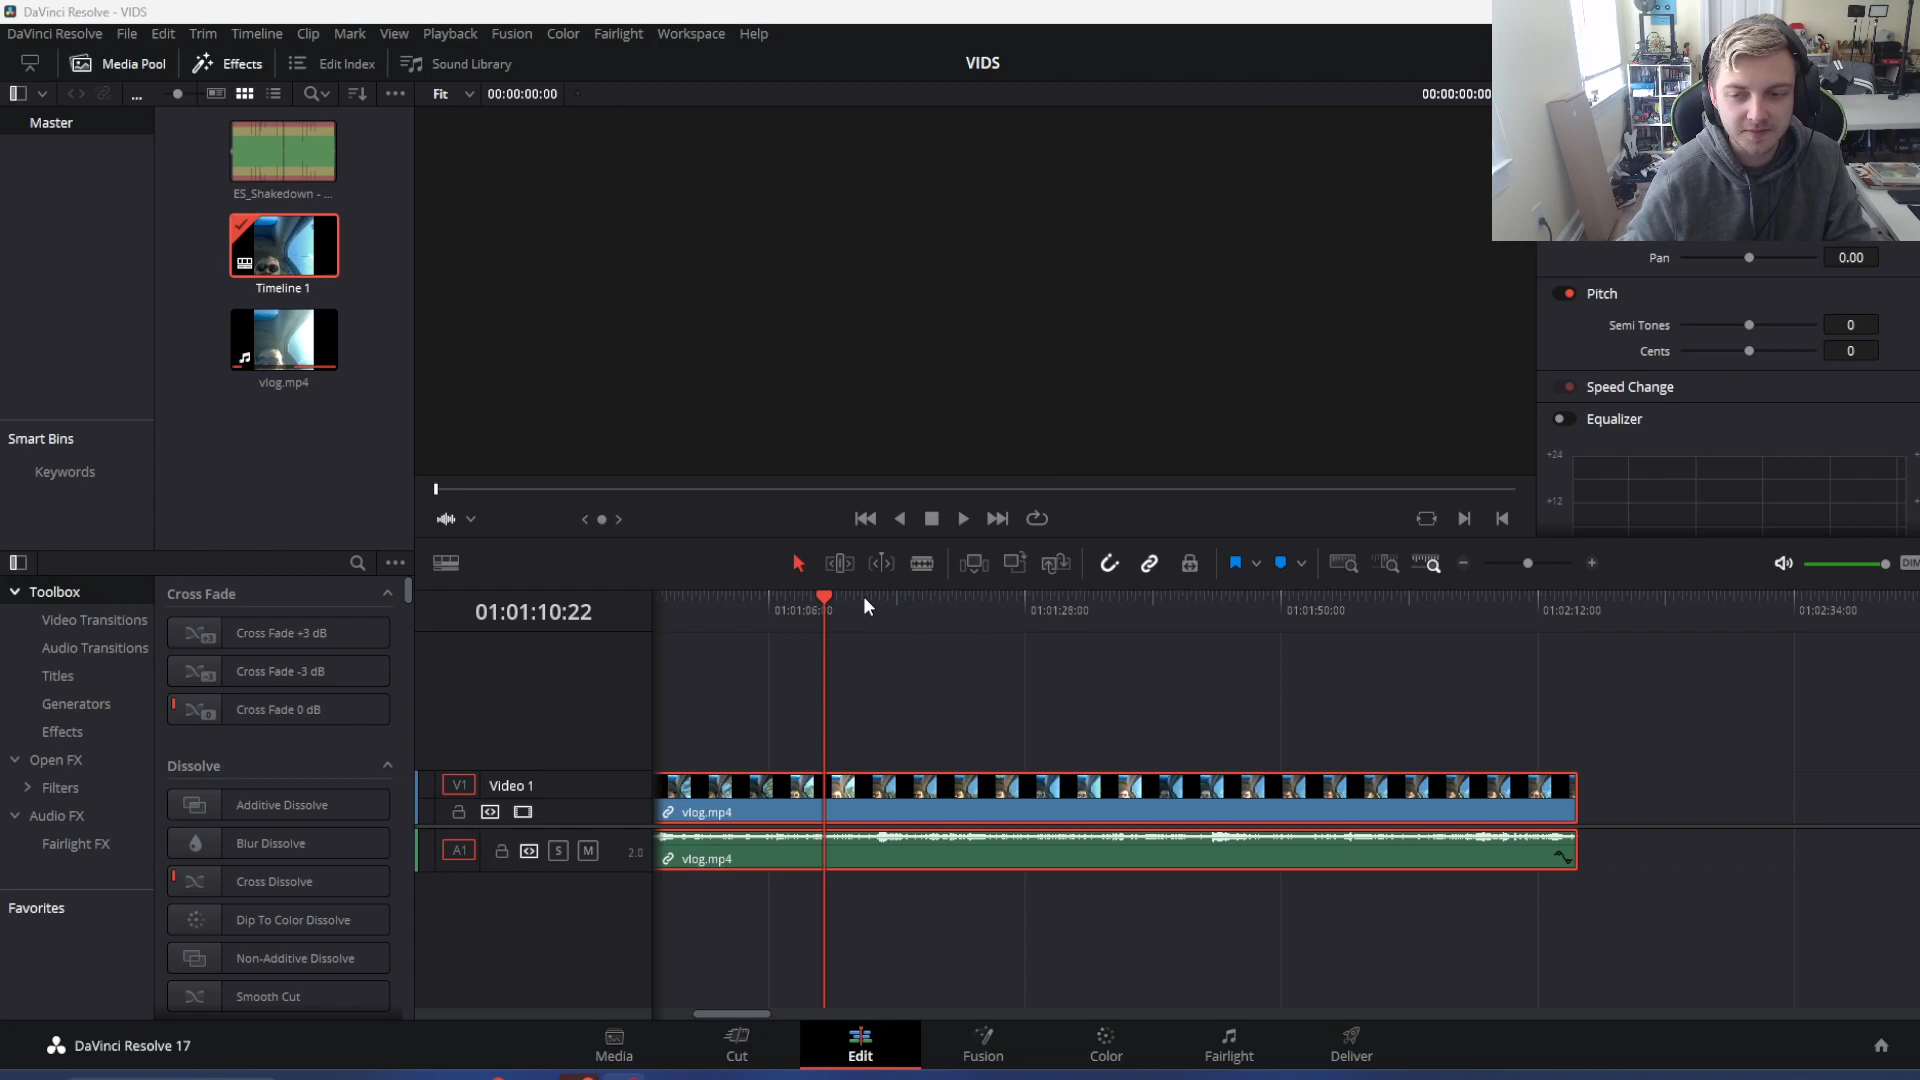 DaVinci Resolve - VIDS
DaVinci Resolve File Edit Trim Timeline Clip Mark View Playback Fusion Color Fairlight Workspace Help
Media Pool Effects Edit Index Sound Library VIDS
Fit 00:00:00:00 00:00:00:00
Master
ES_Shakedown - ...
Timeline 1
vlog.mp4
Smart Bins
Keywords
Pan 0.00
Pitch
Semi Tones 0
Cents 0
Speed Change
Equalizer
+24
+12
DIM
Toolbox
Video Transitions
Audio Transitions
Titles
Generators
Effects
Open FX
Filters
Audio FX
Fairlight FX
Favorites
Cross Fade
Cross Fade +3 dB
Cross Fade -3 dB
Cross Fade 0 dB
Dissolve
Additive Dissolve
Blur Dissolve
Cross Dissolve
Dip To Color Dissolve
Non-Additive Dissolve
Smooth Cut
01:01:10:22
01:01:28:00 01:01:50:00 01:02:12:00 01:02:34:00
V1 Video 1
vlog.mp4
A1 S M 2.0
vlog.mp4
DaVinci Resolve 17
Media Cut Edit Fusion Color Fairlight Deliver